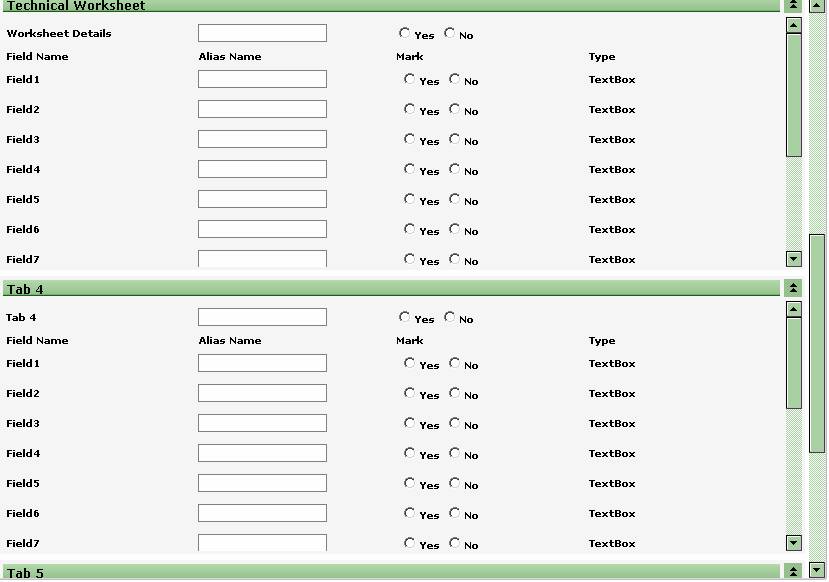 Technical Worksheet
Worksheet Details Yes No
Field Name Alias Name Mark Type
Field1 Yes No TextBox
Field2 Yes No TextBox
Field3 Yes No TextBox
Field4 Yes No TextBox
Field5 Yes No TextBox
Field6 Yes No TextBox
Field7 Yes No TextBox
Tab 4
Tab 4 Yes No
Field Name Alias Name Mark Type
Field1 Yes No TextBox
Field2 Yes No TextBox
Field3 Yes No TextBox
Field4 Yes No TextBox
Field5 Yes No TextBox
Field6 Yes No TextBox
Field7 Yes No TextBox
Tab 5